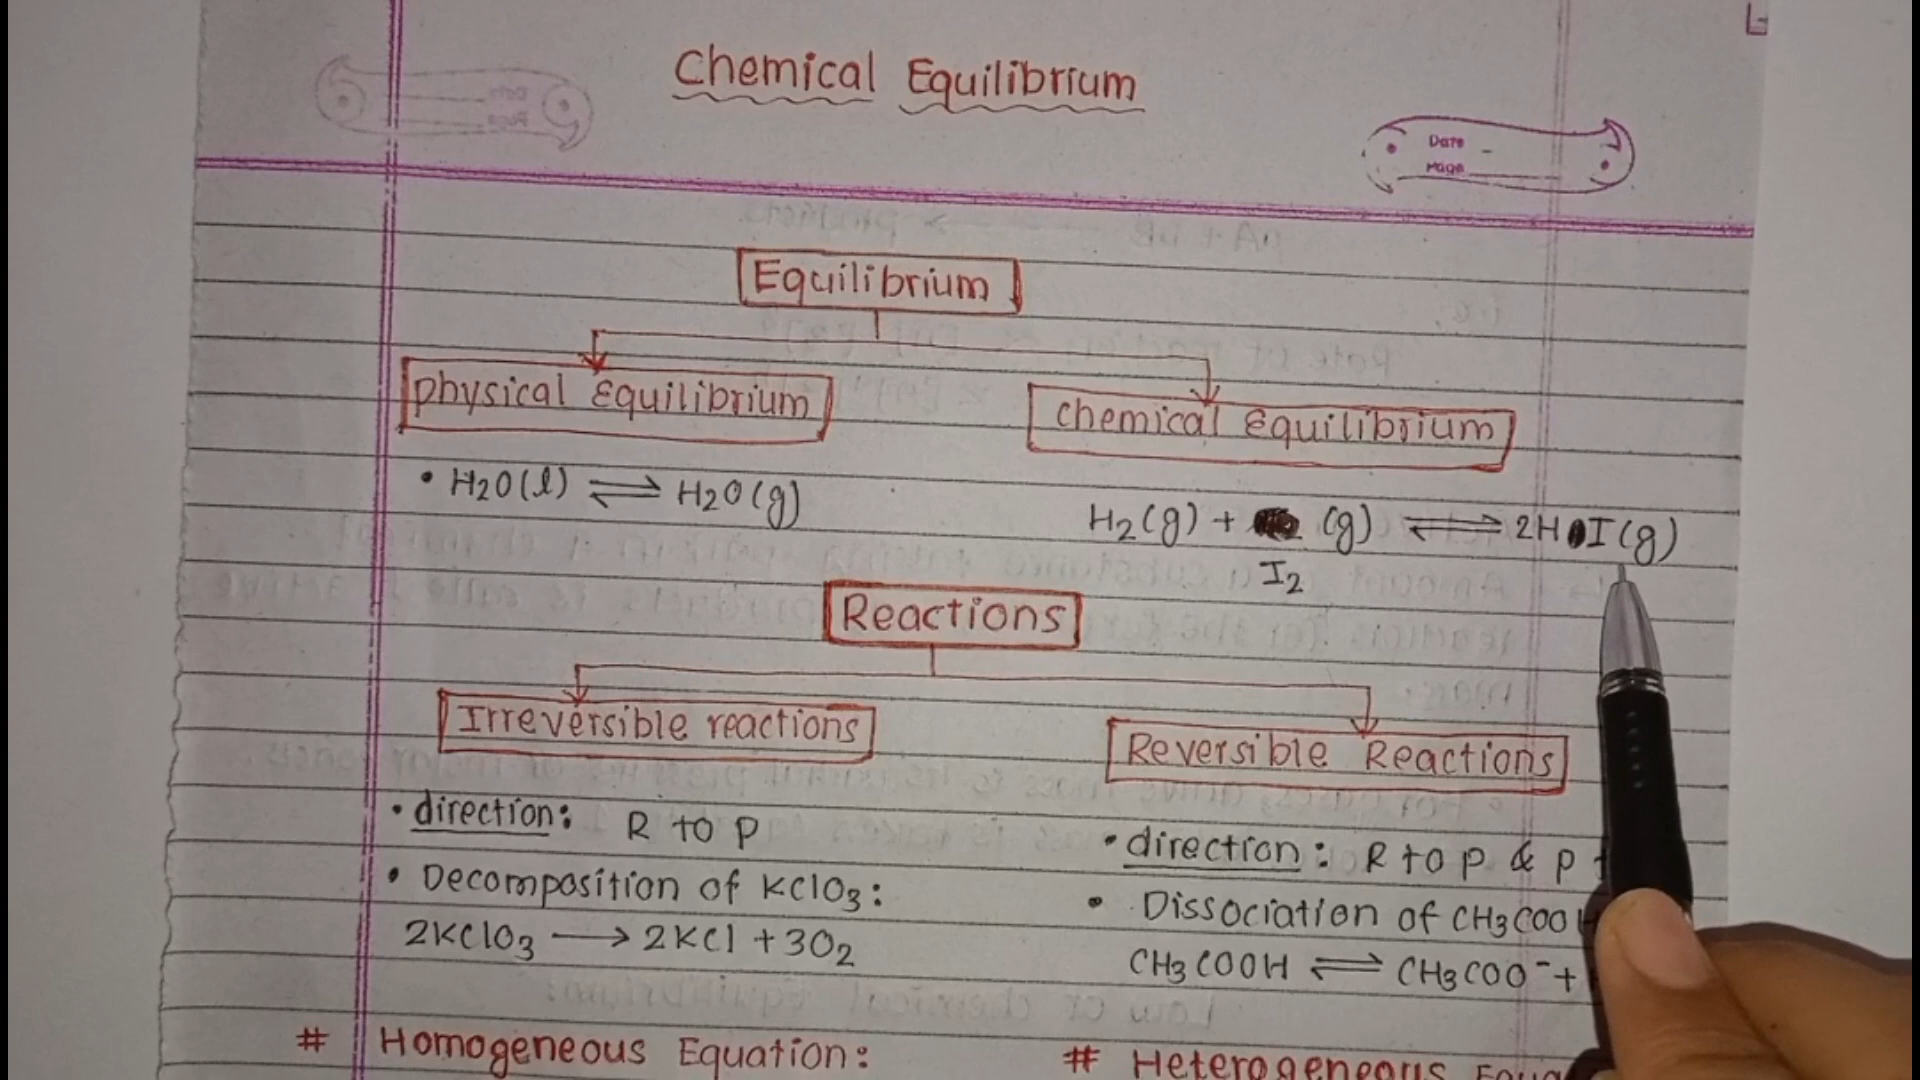 Chemical Equilibrium
Date
Page
Equilibrium
physical Equilibrium
chemical Equilibrium
• H2O(l) ⇌ H2O(g)
H2(g) + (g) ⇌ 2HI(g)
I2
Reactions
Irreversible reactions
Reversible Reactions
• direction: R to p
• direction: R to p & p
• Decomposition of KClO3:
• Dissociation of CH3COO
2KClO3 ⟶ 2KCl + 3O2
CH3COOH ⇌ CH3COO⁻ +
# Homogeneous Equation:
# Heterogeneous